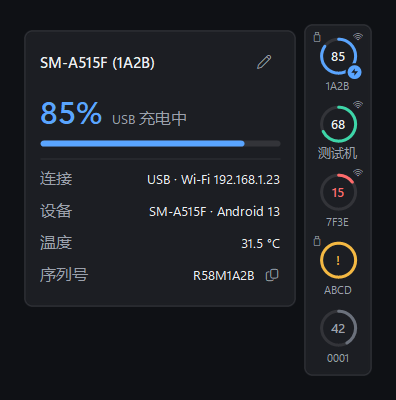 SM-A515F (1A2B)
85% USB 充电中
连接 USB · Wi-Fi 192.168.1.23
设备 SM-A515F · Android 13
温度 31.5 °C
序列号 R58M1A2B
85
1A2B
68
测试机
15
7F3E
!
ABCD
42
0001